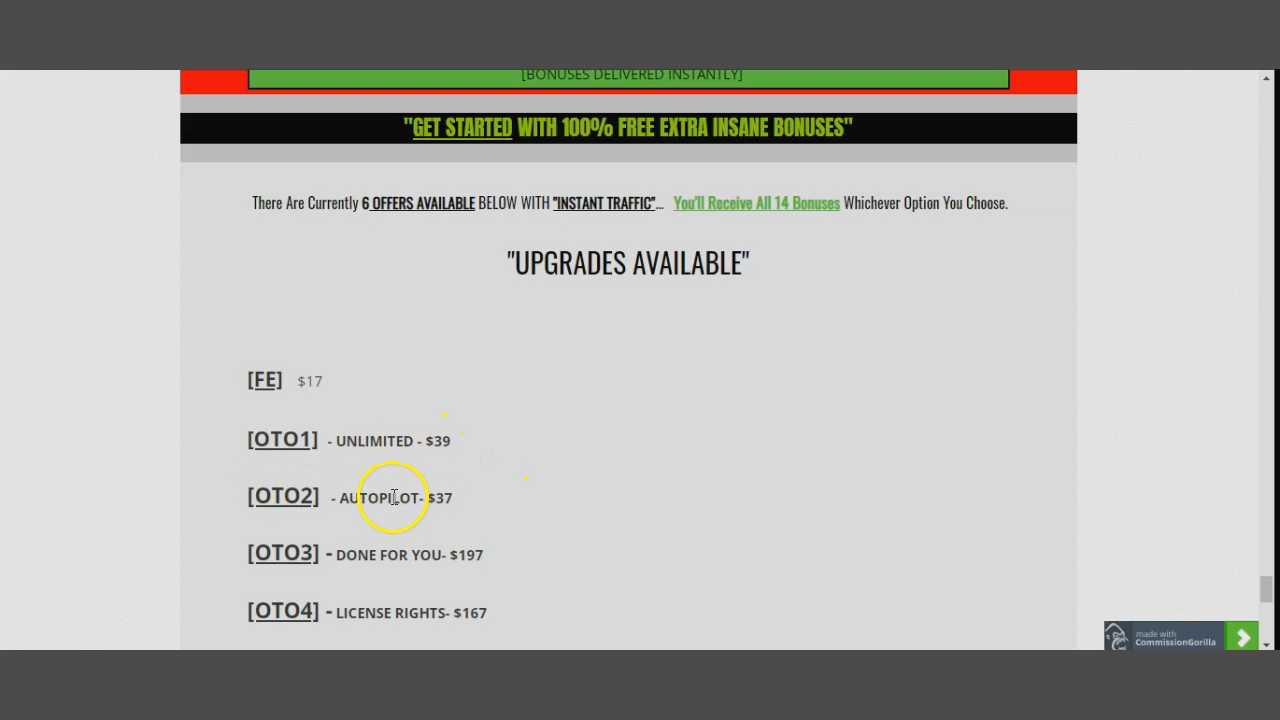 [BONUSES DELIVERED INSTANTLY]
"GET STARTED WITH 100% FREE EXTRA INSANE BONUSES"
There Are Currently 6 OFFERS AVAILABLE BELOW WITH "INSTANT TRAFFIC"... You'll Receive All 14 Bonuses Whichever Option You Choose.
"UPGRADES AVAILABLE"
[FE] $17
[OTO1] - UNLIMITED - $39
[OTO2] - AUTOPILOT- $37
[OTO3] - DONE FOR YOU- $197
[OTO4] - LICENSE RIGHTS- $167
made with
CommissionGorilla